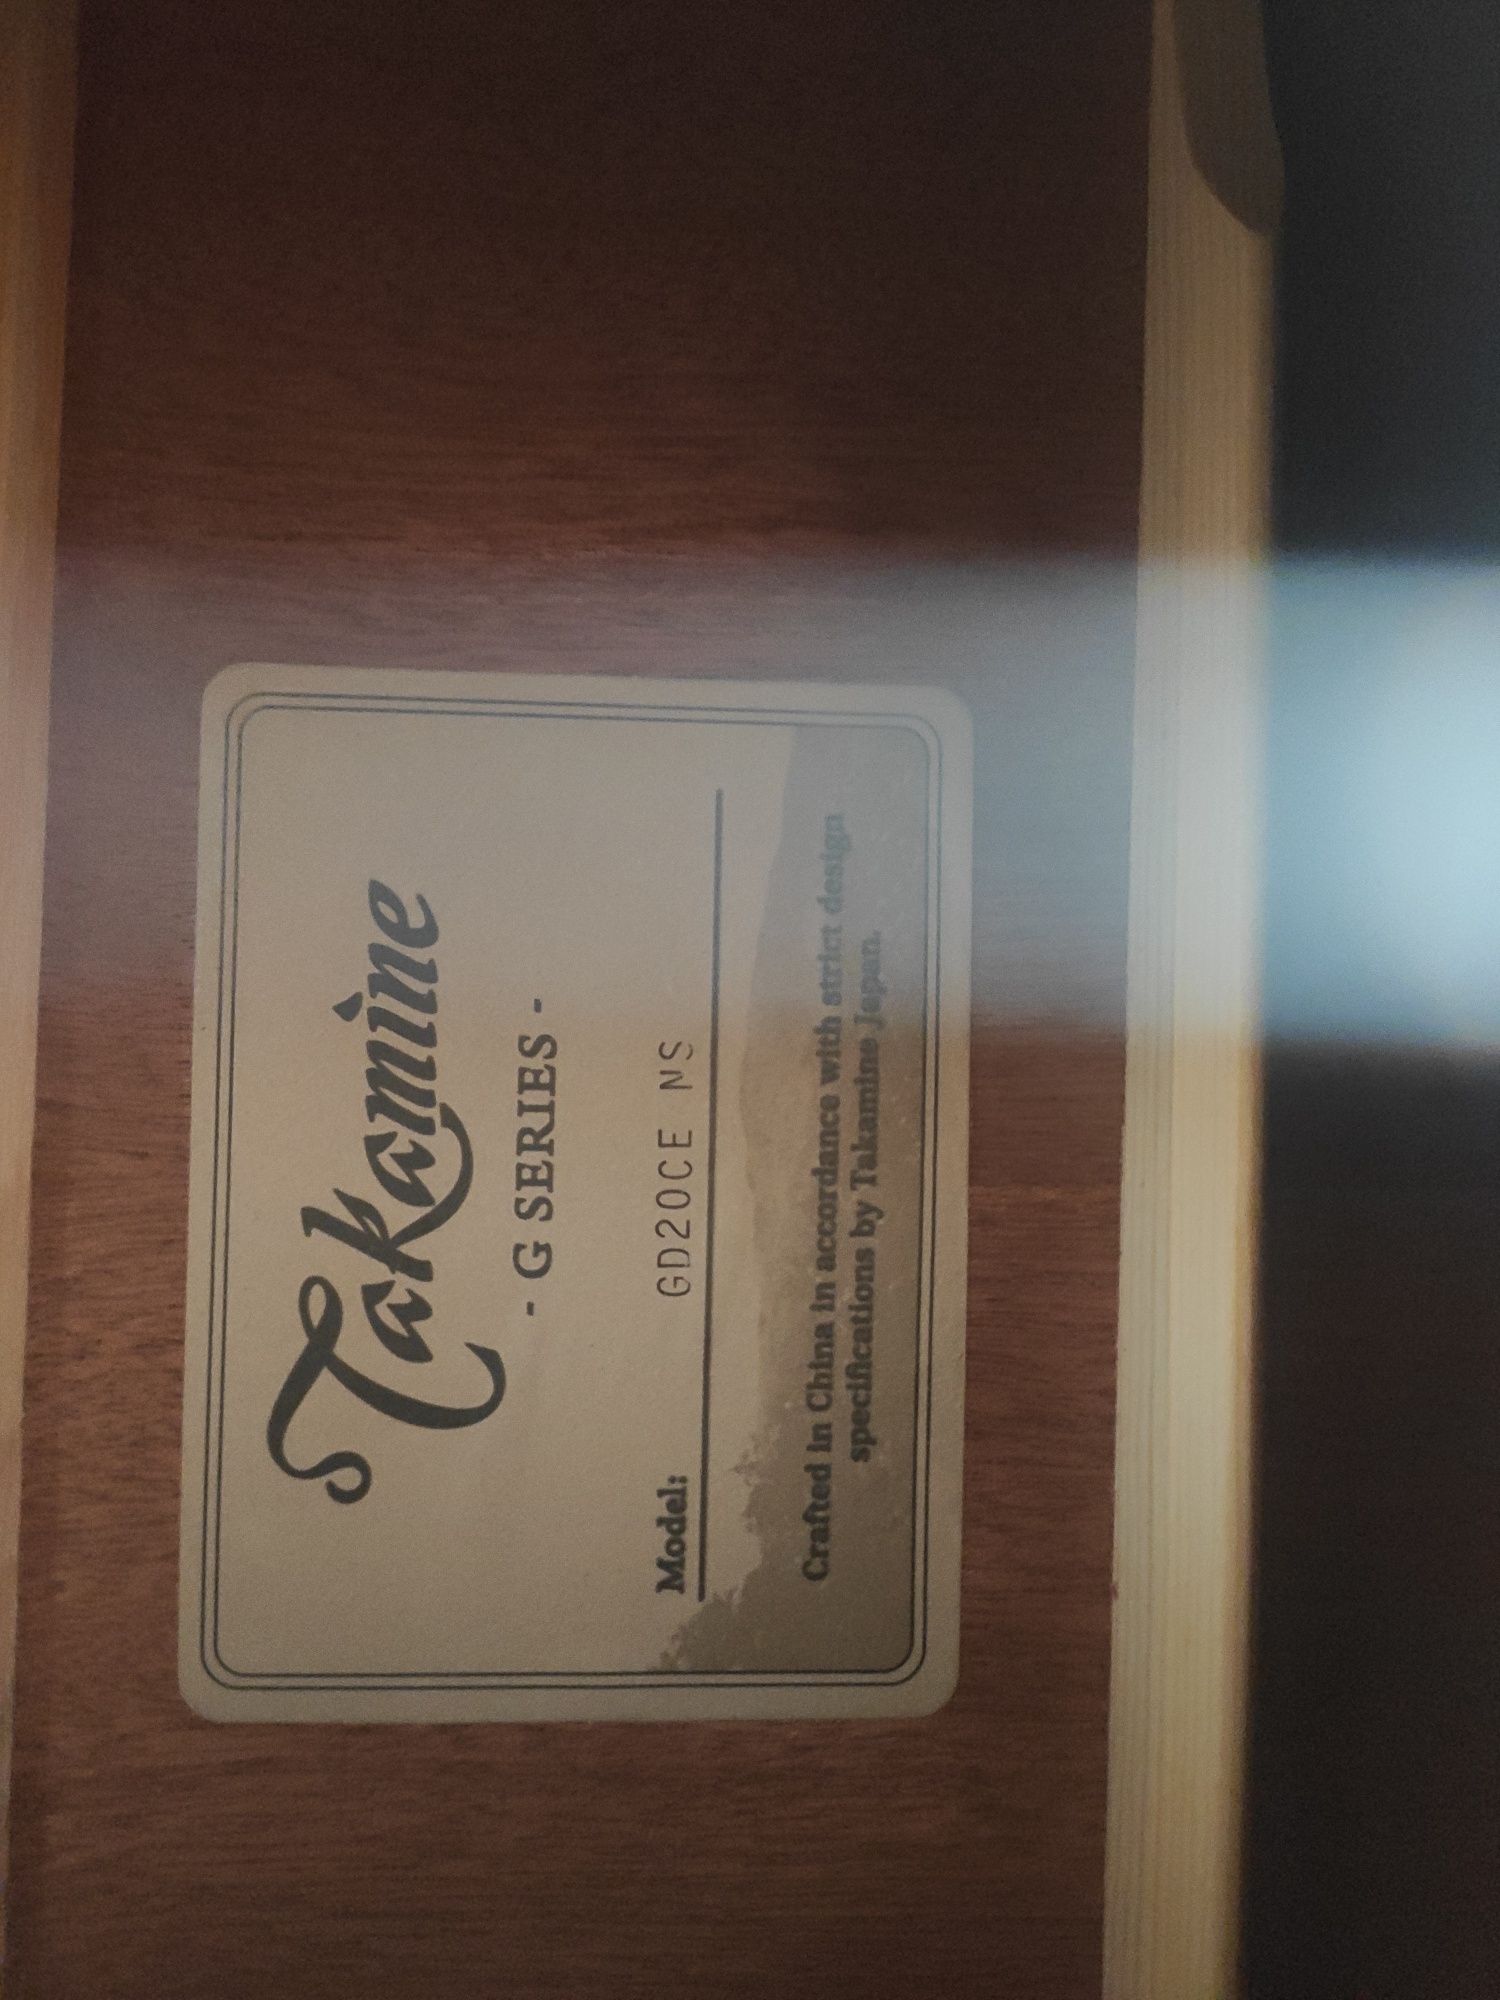 Takamine
- G SERIES -
Model: GD20CE NS
Crafted in China in accordance with strict design
specifications by Takamine Japan.